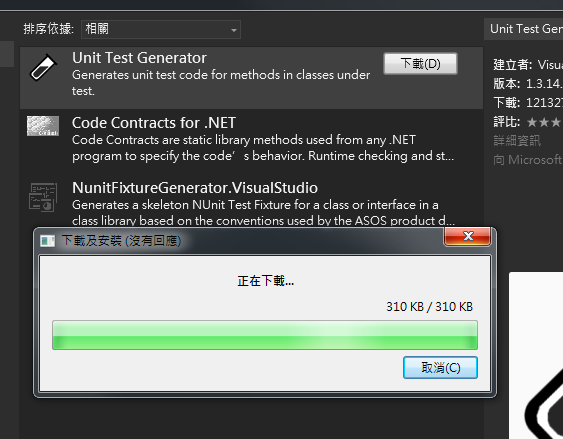 排序依據: 相關
Unit Test Gen
Unit Test Generator
下載(D)
Generates unit test code for methods in classes under
test.
建立者: Visua
版本: 1.3.14.
下載: 121327
評比: ★★★
詳細資訊
向 Microsoft
Code Contracts for .NET
Code Contracts are static library methods used from any .NET
program to specify the code's behavior. Runtime checking and st...
NunitFixtureGenerator.VisualStudio
Generates a skeleton NUnit Test Fixture for a class or interface in a
class library based on the conventions used by the ASOS product d...
下載及安裝 (沒有回應)
正在下載...
310 KB / 310 KB
取消(C)